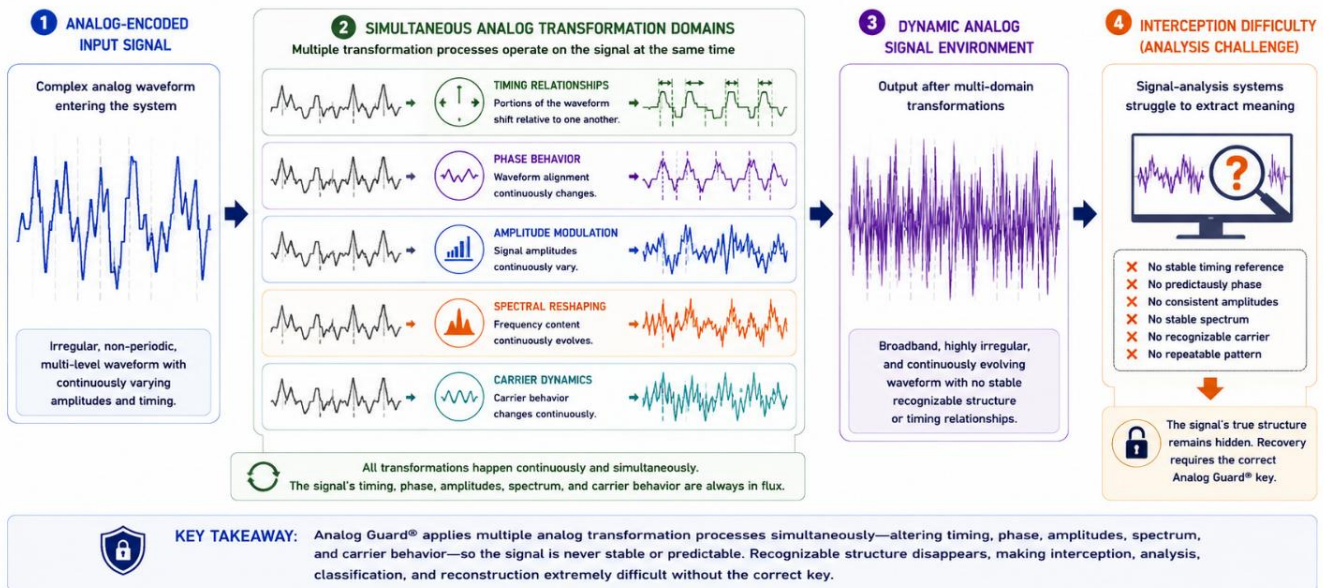 1 ANALOG-ENCODED
INPUT SIGNAL
Complex analog waveform
entering the system
Irregular, non-periodic,
multi-level waveform with
continuously varying
amplitudes and timing.
2 SIMULTANEOUS ANALOG TRANSFORMATION DOMAINS
Multiple transformation processes operate on the signal at the same time
TIMING RELATIONSHIPS
Portions of the waveform
shift relative to one another.
PHASE BEHAVIOR
Waveform alignment
continuously changes.
AMPLITUDE MODULATION
Signal amplitudes
continuously vary.
SPECTRAL RESHAPING
Frequency content
continuously evolves.
CARRIER DYNAMICS
Carrier behavior
changes continuously.
All transformations happen continuously and simultaneously.
The signal's timing, phase, amplitudes, spectrum, and carrier behavior are always in flux.
3 DYNAMIC ANALOG
SIGNAL ENVIRONMENT
Output after multi-domain
transformations
Broadband, highly irregular,
and continuously evolving
waveform with no stable
recognizable structure
or timing relationships.
4 INTERCEPTION DIFFICULTY
(ANALYSIS CHALLENGE)
Signal-analysis systems
struggle to extract meaning
?
✕ No stable timing reference
✕ No predictausly phase
✕ No consistent amplitudes
✕ No stable spectrum
✕ No recognizable carrier
✕ No repeatable pattern
The signal's true structure
remains hidden. Recovery
requires the correct
Analog Guard® key.
KEY TAKEAWAY: Analog Guard® applies multiple analog transformation processes simultaneously—altering timing, phase, amplitudes, spectrum,
and carrier behavior—so the signal is never stable or predictable. Recognizable structure disappears, making interception, analysis,
classification, and reconstruction extremely difficult without the correct key.